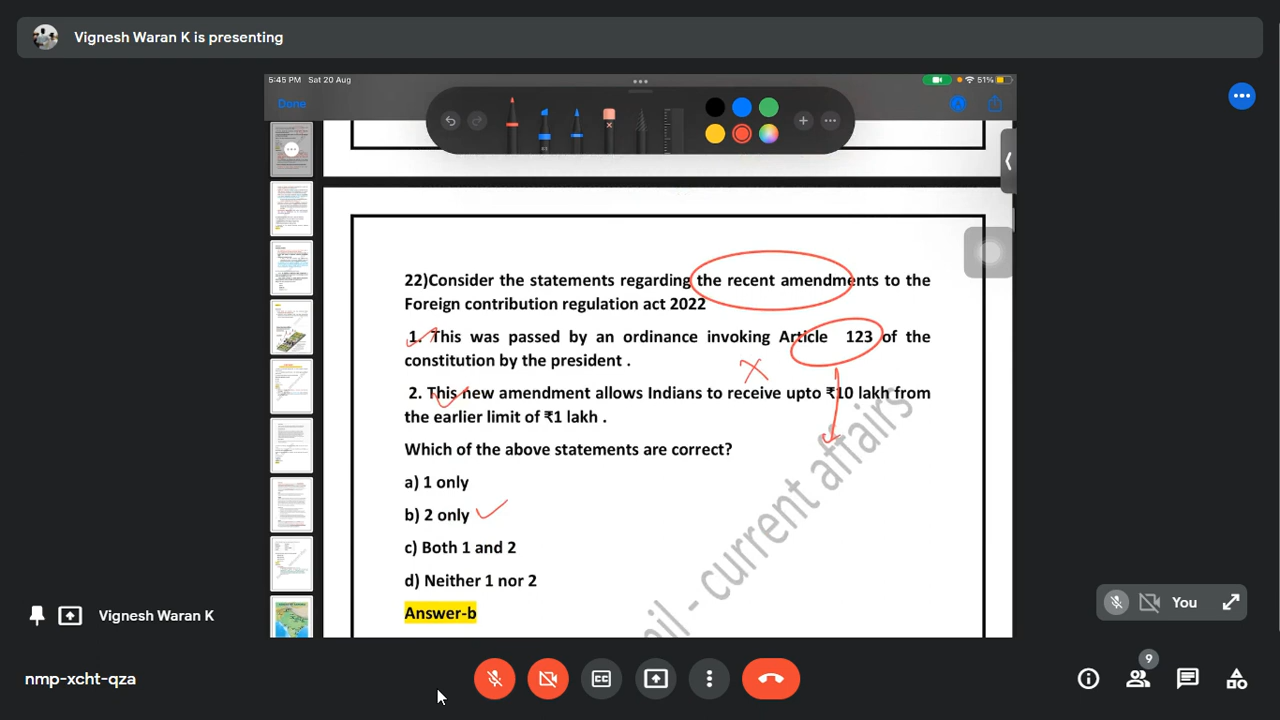 Vignesh Waran K is presenting
5:45 PM Sat 20 Aug
51%
Done
22)Consider the statements regarding the recent amendments to the
Foreign contribution regulation act 2022
1. This was passed by an ordinance invoking Article 123 of the
constitution by the president .
2. This new amendment allows Indians to receive upto ₹10 lakh from
the earlier limit of ₹1 lakh .
Which of the above statements are correct?
a) 1 only
b) 2 only
c) Both 1 and 2
d) Neither 1 nor 2
Answer-b
- current affairs
Vignesh Waran K
You
nmp-xcht-qza
CC
9